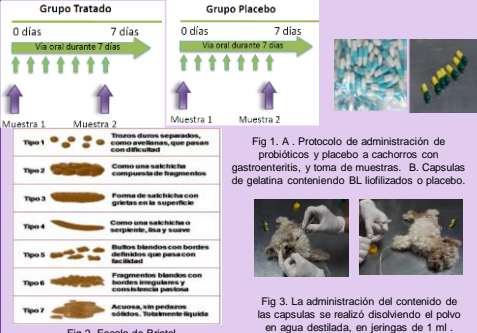 Grupo Tratado
0 días 7 días
Vía oral durante 7 días
Muestra 1 Muestra 2
Grupo Placebo
0 días 7 días
Vía oral durante 7 días
Muestra 1 Muestra 2
Fig 1. A . Protocolo de administración de
probióticos y placebo a cachorros con
gastroenteritis, y toma de muestras. B. Capsulas
de gelatina conteniendo BL liofilizados o placebo.
Tipo 1 Trozos duros separados,
como avellanas, que pasan
con dificultad
Tipo 2 Como una salchicha
compuesta de fragmentos
Tipo 3 Forma de salchicha con
grietas en la superficie
Tipo 4 Como una salchicha o
serpiente, lisa y suave
Tipo 5 Bultos blandos con bordes
definidos que pasa con
facilidad
Tipo 6 Fragmentos blandos con
bordes irregulares y
consistencia pastosa
Tipo 7 Acuosa, sin pedazos
sólidos. Totalmente líquida
Fig 3. La administración del contenido de
las capsulas se realizó disolviendo el polvo
en agua destilada, en jeringas de 1 ml .
Fig 2. Escala de Bristol